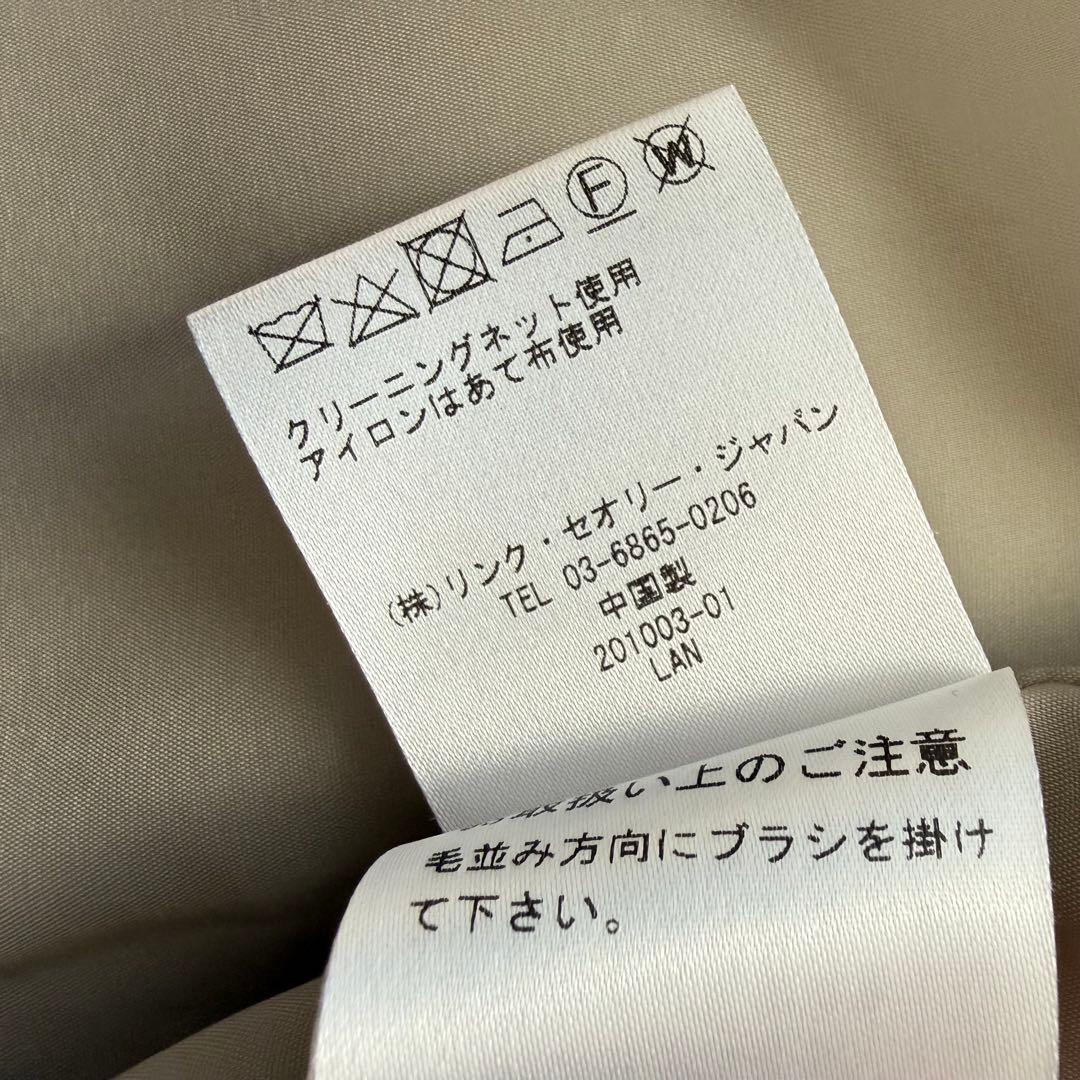 F W
クリーニングネット使用
アイロンはあて布使用
(株)リンク・セオリー・ジャパン
TEL 03-6865-0206
中国製
201003-01
LAN
取扱い上のご注意
毛並み方向にブラシを掛け
て下さい。